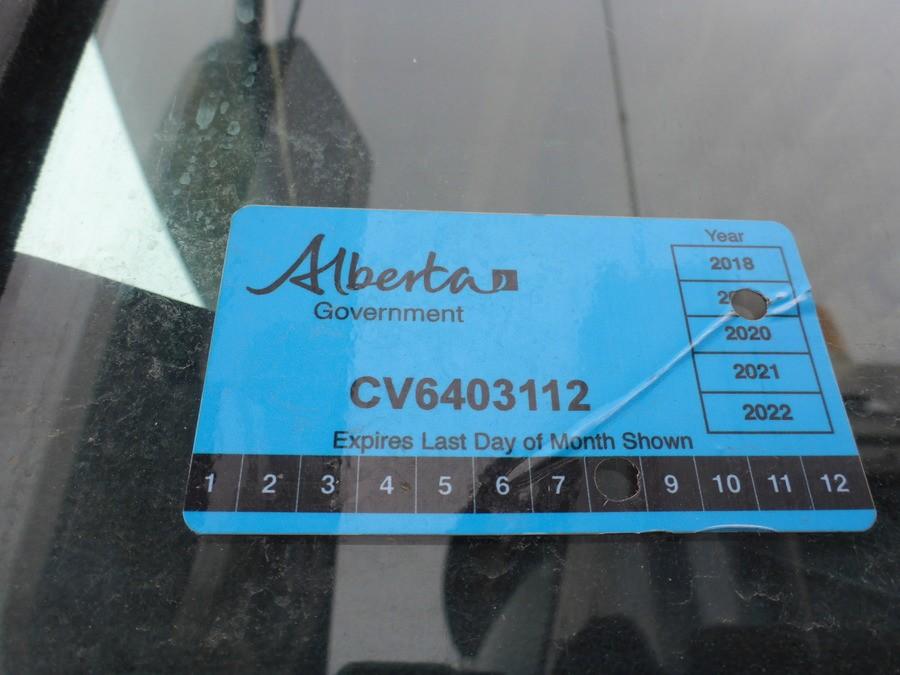 Alberta
Government
Year
2018
2020
2021
2022
CV6403112
Expires Last Day of Month Shown
1 2 3 4 5 6 7 9 10 11 12